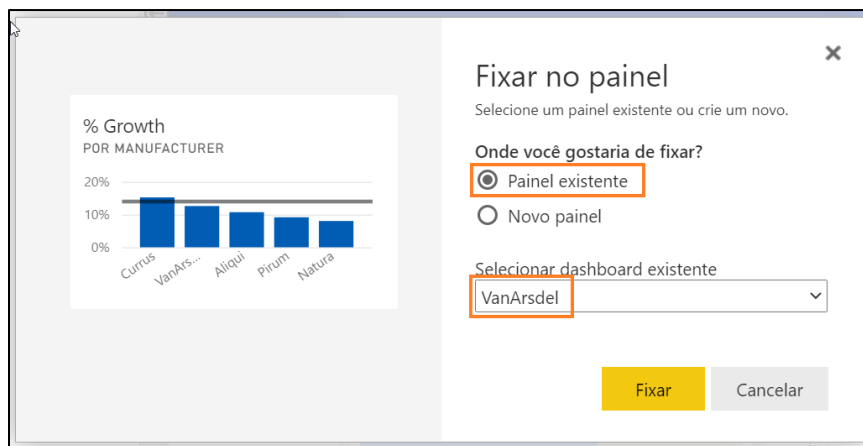 % Growth
POR MANUFACTURER
20%
10%
0%
Currus
VanArs...
Aliqui
Pirum
Natura
Fixar no painel
Selecione um painel existente ou crie um novo.
Onde você gostaria de fixar?
Painel existente
Novo painel
Selecionar dashboard existente
VanArsdel
Fixar
Cancelar